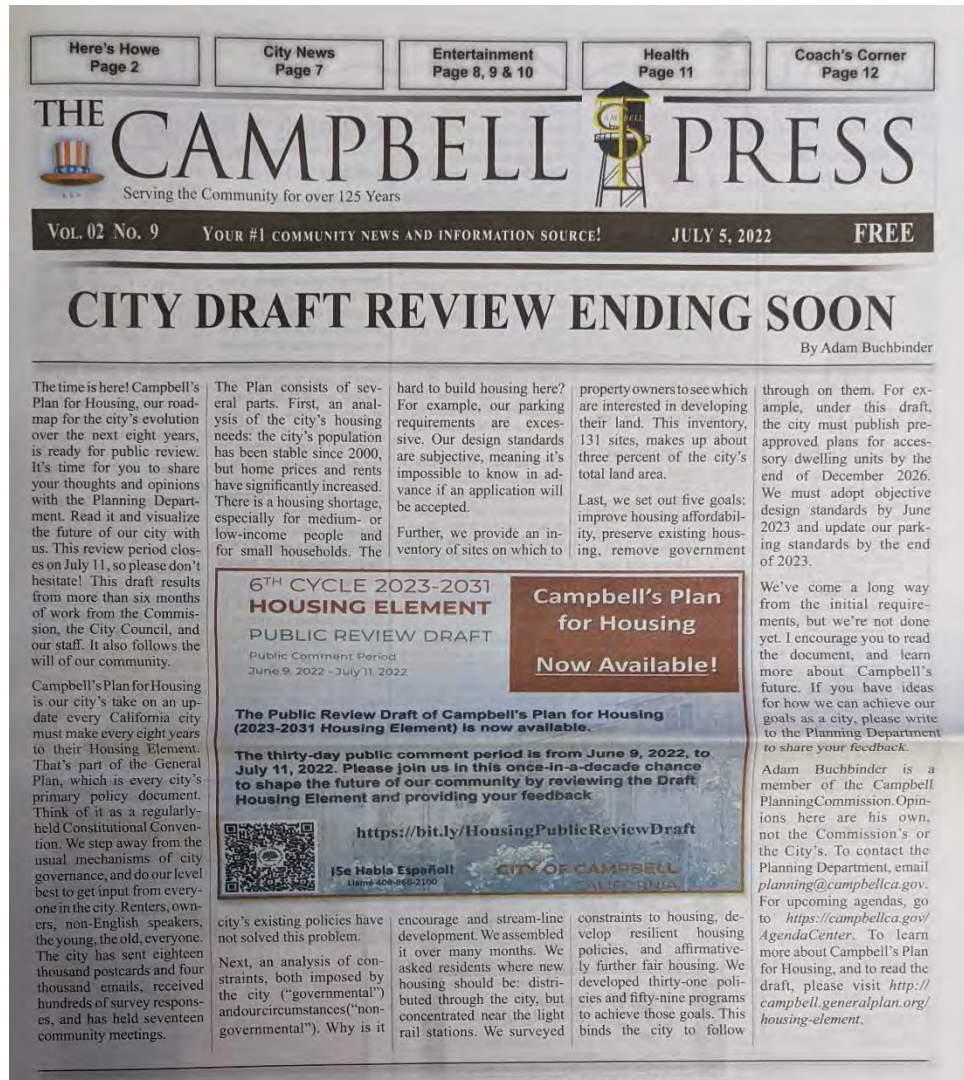 Here's Howe
Page 2
City News
Page 7
Entertainment
Page 8, 9 & 10
Health
Page 11
Coach's Corner
Page 12
THE CAMPBELL PRESS
CAMPBELL
Serving the Community for over 125 Years
VOL. 02 NO. 9 YOUR #1 COMMUNITY NEWS AND INFORMATION SOURCE! JULY 5, 2022 FREE
CITY DRAFT REVIEW ENDING SOON
By Adam Buchbinder
The time is here! Campbell's
Plan for Housing, our road-
map for the city's evolution
over the next eight years,
is ready for public review.
It's time for you to share
your thoughts and opinions
with the Planning Depart-
ment. Read it and visualize
the future of our city with
us. This review period clos-
es on July 11, so please don't
hesitate! This draft results
from more than six months
of work from the Commis-
sion, the City Council, and
our staff. It also follows the
will of our community.
Campbell's Plan for Housing
is our city's take on an up-
date every California city
must make every eight years
to their Housing Element.
That's part of the General
Plan, which is every city's
primary policy document.
Think of it as a regularly-
held Constitutional Conven-
tion. We step away from the
usual mechanisms of city
governance, and do our level
best to get input from every-
one in the city. Renters, own-
ers, non-English speakers,
the young, the old, everyone.
The city has sent eighteen
thousand postcards and four
thousand emails, received
hundreds of survey respons-
es, and has held seventeen
community meetings.
The Plan consists of sev-
eral parts. First, an anal-
ysis of the city's housing
needs: the city's population
has been stable since 2000,
but home prices and rents
have significantly increased.
There is a housing shortage,
especially for medium- or
low-income people and
for small households. The
city's existing policies have
not solved this problem.
Next, an analysis of con-
straints, both imposed by
the city ("governmental")
and our circumstances ("non-
governmental"). Why is it
hard to build housing here?
For example, our parking
requirements are exces-
sive. Our design standards
are subjective, meaning it's
impossible to know in ad-
vance if an application will
be accepted.
Further, we provide an in-
ventory of sites on which to
encourage and stream-line
development. We assembled
it over many months. We
asked residents where new
housing should be: distri-
buted through the city, but
concentrated near the light
rail stations. We surveyed
property owners to see which
are interested in developing
their land. This inventory,
131 sites, makes up about
three percent of the city's
total land area.
Last, we set out five goals:
improve housing affordabil-
ity, preserve existing hous-
ing, remove government
constraints to housing, de-
velop resilient housing
policies, and affirmative-
ly further fair housing. We
developed thirty-one poli-
cies and fifty-nine programs
to achieve those goals. This
binds the city to follow
through on them. For ex-
ample, under this draft,
the city must publish pre-
approved plans for acces-
sory dwelling units by the
end of December 2026.
We must adopt objective
design standards by June
2023 and update our park-
ing standards by the end
of 2023.
We've come a long way
from the initial require-
ments, but we're not done
yet. I encourage you to read
the document, and learn
more about Campbell's
future. If you have ideas
for how we can achieve our
goals as a city, please write
to the Planning Department
to share your feedback.
Adam Buchbinder is a
member of the Campbell
Planning Commission. Opin-
ions here are his own,
not the Commission's or
the City's. To contact the
Planning Department, email
planning@campbellca.gov.
For upcoming agendas, go
to https://campbellca.gov/
AgendaCenter. To learn
more about Campbell's Plan
for Housing, and to read the
draft, please visit http://
campbell.generalplan.org/
housing-element.
6TH CYCLE 2023-2031
HOUSING ELEMENT
PUBLIC REVIEW DRAFT
Public Comment Period
June 9, 2022 - July 11, 2022
Campbell's Plan
for Housing
Now Available!
The Public Review Draft of Campbell's Plan for Housing
(2023-2031 Housing Element) is now available.
The thirty-day public comment period is from June 9, 2022, to
July 11, 2022. Please join us in this once-in-a-decade chance
to shape the future of our community by reviewing the Draft
Housing Element and providing your feedback
https://bit.ly/HousingPublicReviewDraft
¡Se Habla Español!
Llame 408-866-2100
CITY OF CAMPBELL
CALIFORNIA